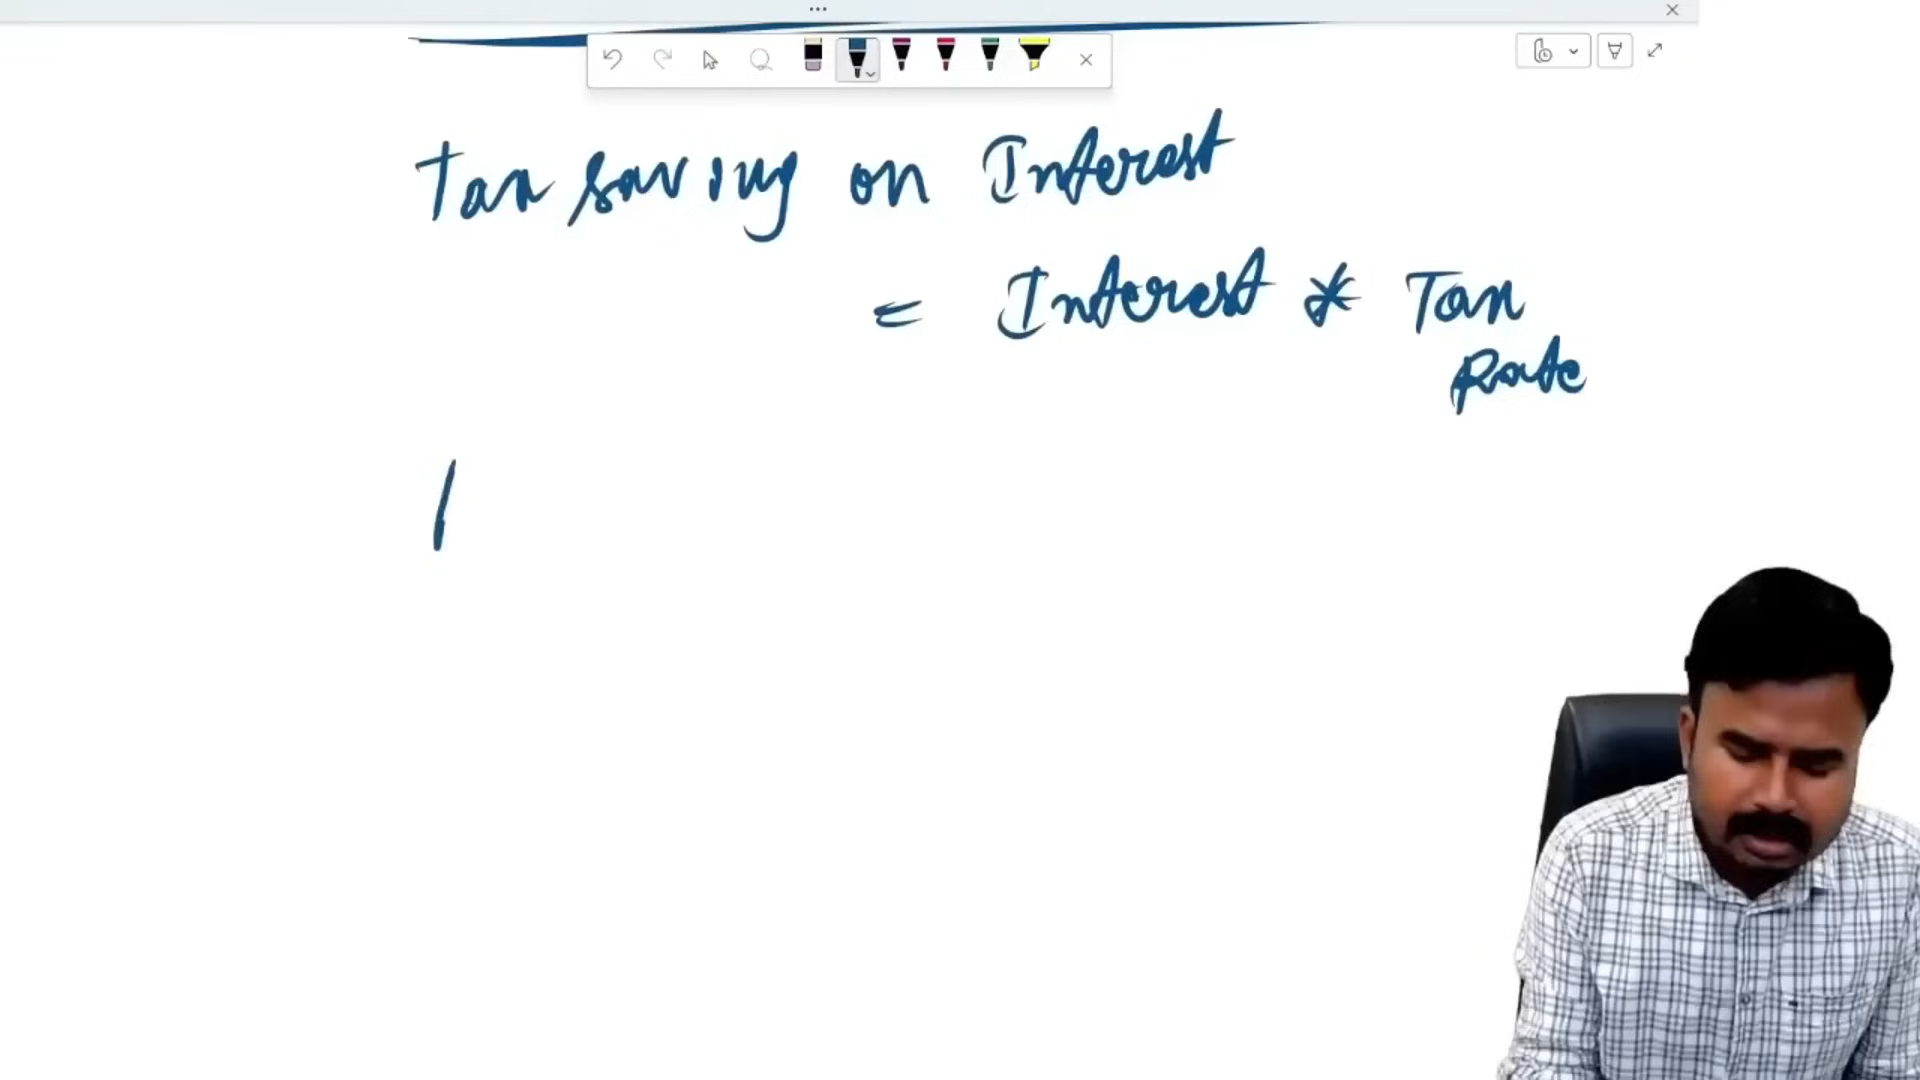 Tax saving on Interest
= Interest * Tax
Rate